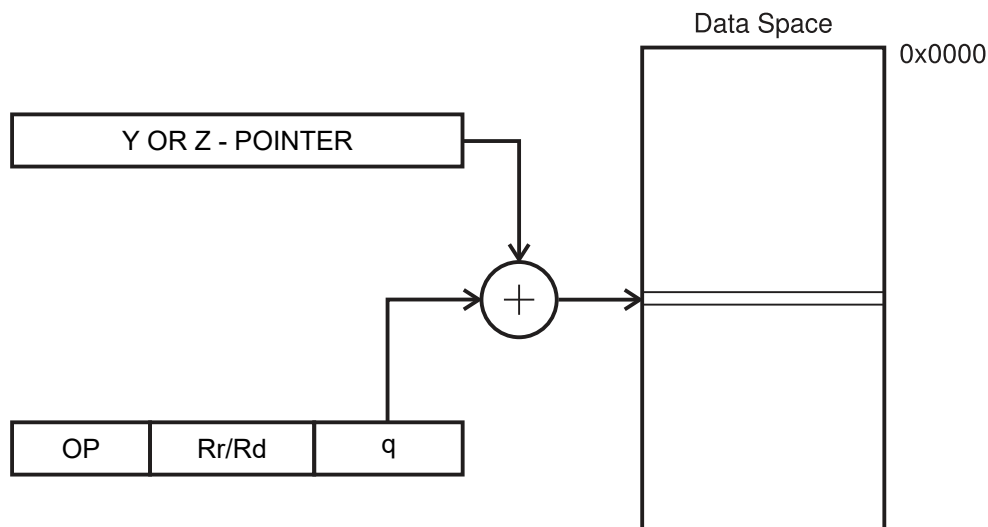 Data Space
0x0000
Y OR Z - POINTER
+
OP
Rr/Rd
q